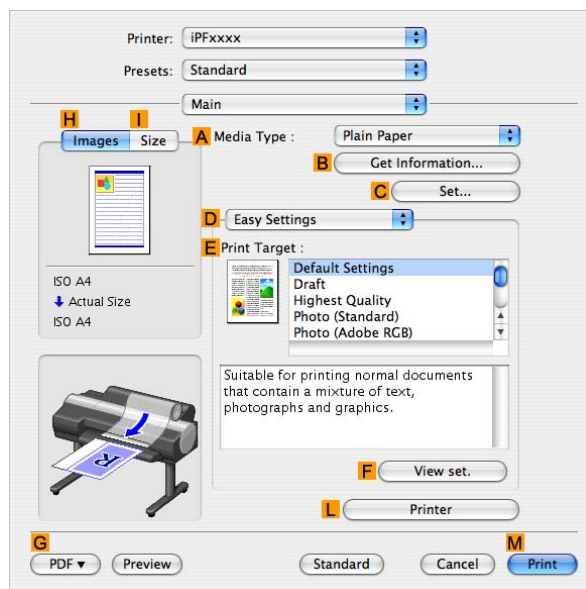 Printer: iPFxxxx
Presets: Standard
Main
H I
Images Size
A Media Type : Plain Paper
B Get Information...
C Set...
D Easy Settings
E Print Target :
Default Settings
Draft
Highest Quality
Photo (Standard)
Photo (Adobe RGB)
ISO A4
Actual Size
ISO A4
Suitable for printing normal documents
that contain a mixture of text,
photographs and graphics.
F View set.
L Printer
G M
PDF▼ Preview Standard Cancel Print